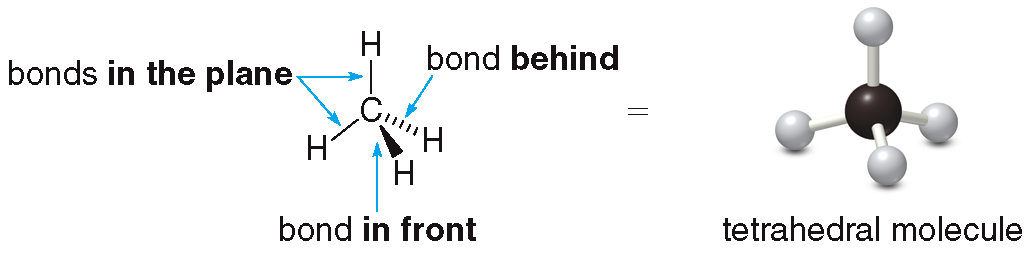 H
bonds in the plane
bond behind
C
=
H
H
H
bond in front
tetrahedral molecule